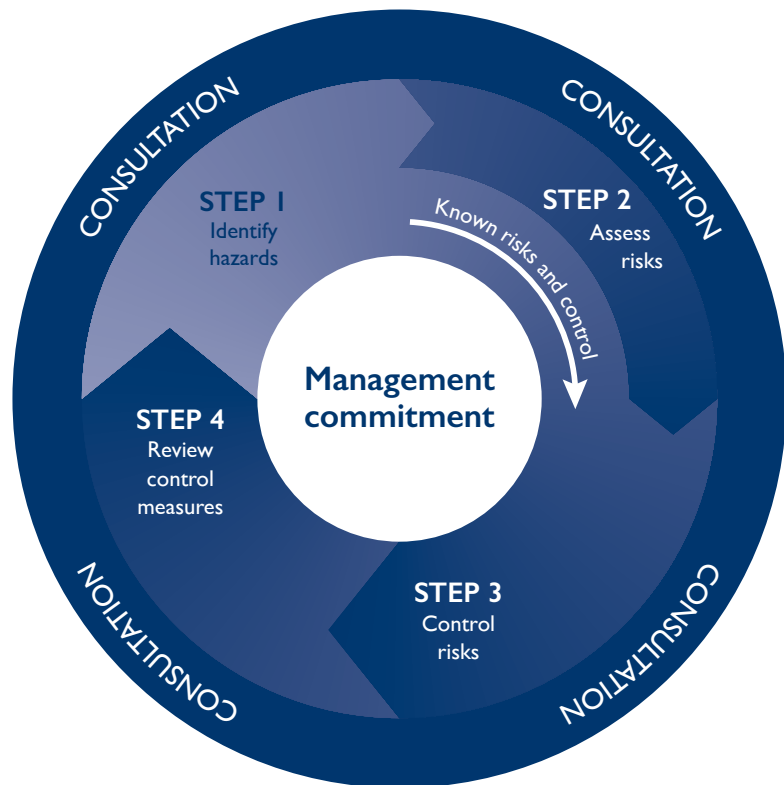 CONSULTATION
CONSULTATION
STEP 1
Identify
hazards
STEP 2
Assess
risks
Known risks and control
Management
commitment
STEP 4
Review
control
measures
STEP 3
Control
risks
CONSULTATION
CONSULTATION